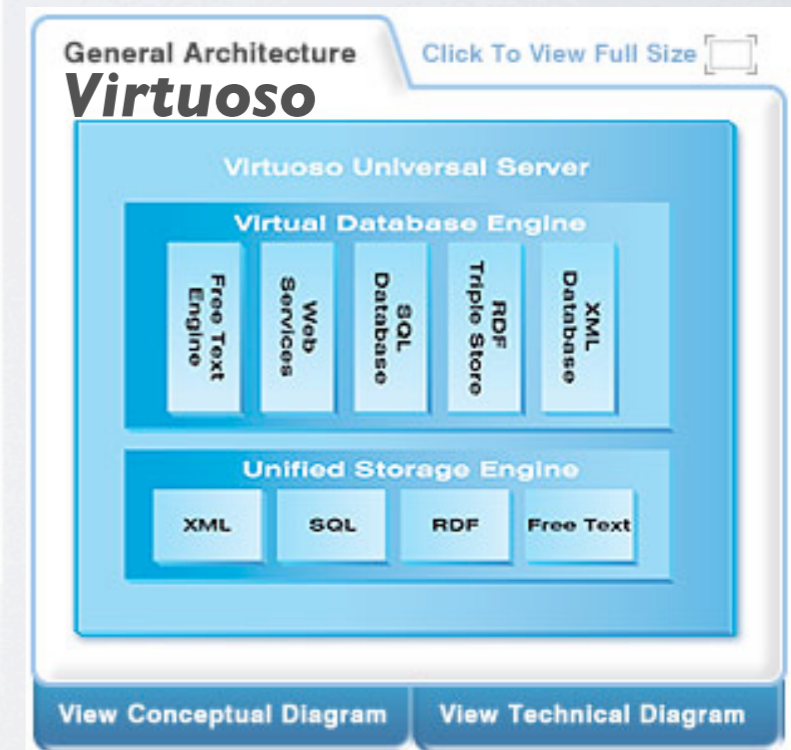 General Architecture
Click To View Full Size
Virtuoso
Virtuoso Universal Server
Virtual Database Engine
Free Text
Engine
Web
Services
SQL
Database
RDF
Triple Store
XML
Database
Unified Storage Engine
XML
SQL
RDF
Free Text
View Conceptual Diagram
View Technical Diagram